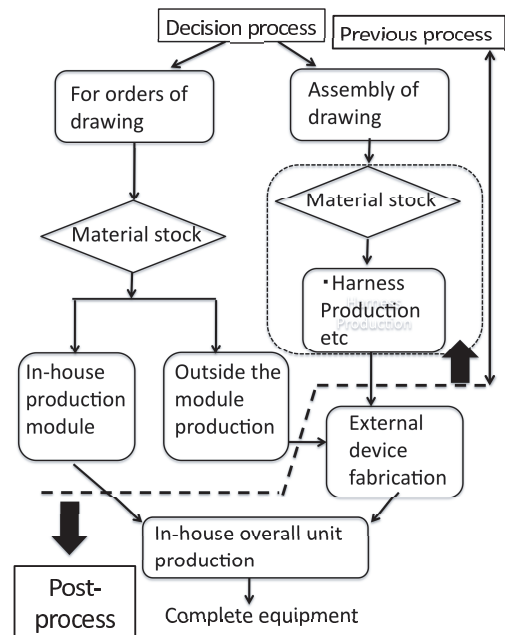 Decision process
Previous process
For orders of
drawing
Assembly of
drawing
Material stock
Material stock
・Harness
Production
etc
In-house
production
module
Outside the
module
production
External
device
fabrication
In-house overall unit
production
Post-
process
Complete equipment